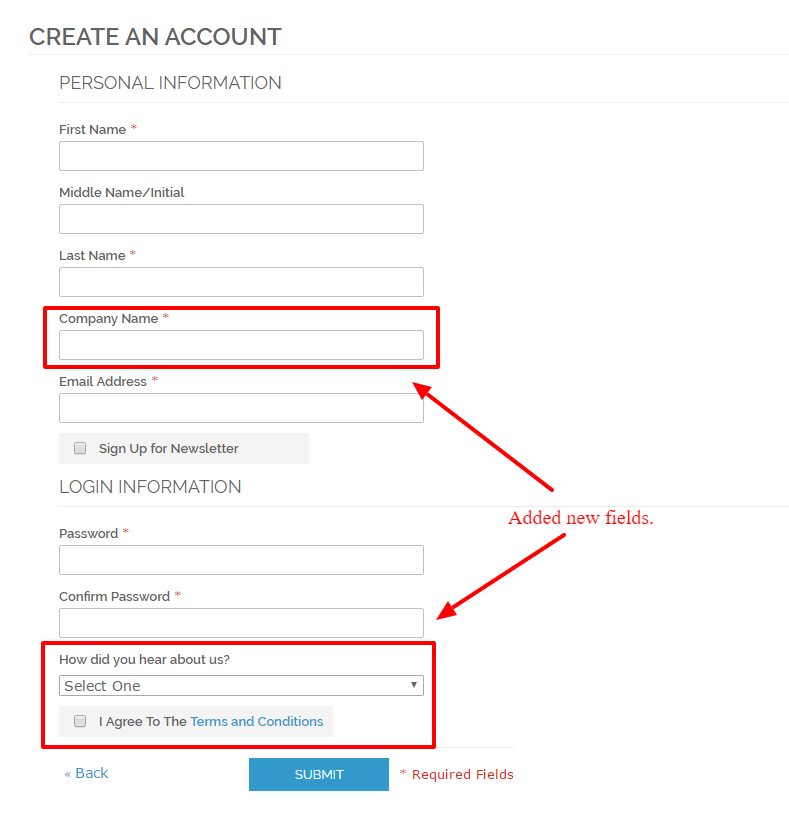 CREATE AN ACCOUNT
PERSONAL INFORMATION
First Name *
Middle Name/Initial
Last Name *
Company Name *
Email Address *
Sign Up for Newsletter
LOGIN INFORMATION
Added new fields.
Password *
Confirm Password *
How did you hear about us?
Select One
I Agree To The Terms and Conditions
« Back SUBMIT * Required Fields